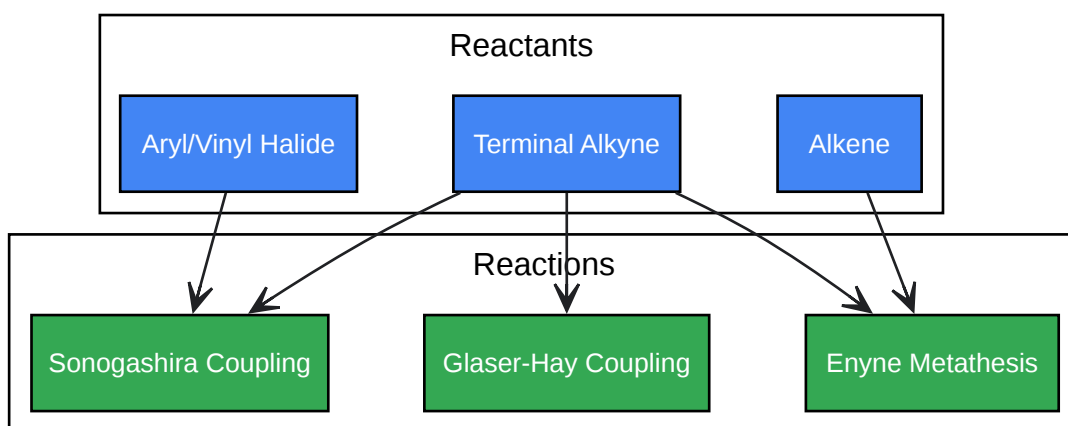 Reactants
Aryl/Vinyl Halide
Terminal Alkyne
Alkene
Reactions
Sonogashira Coupling
Glaser-Hay Coupling
Enyne Metathesis